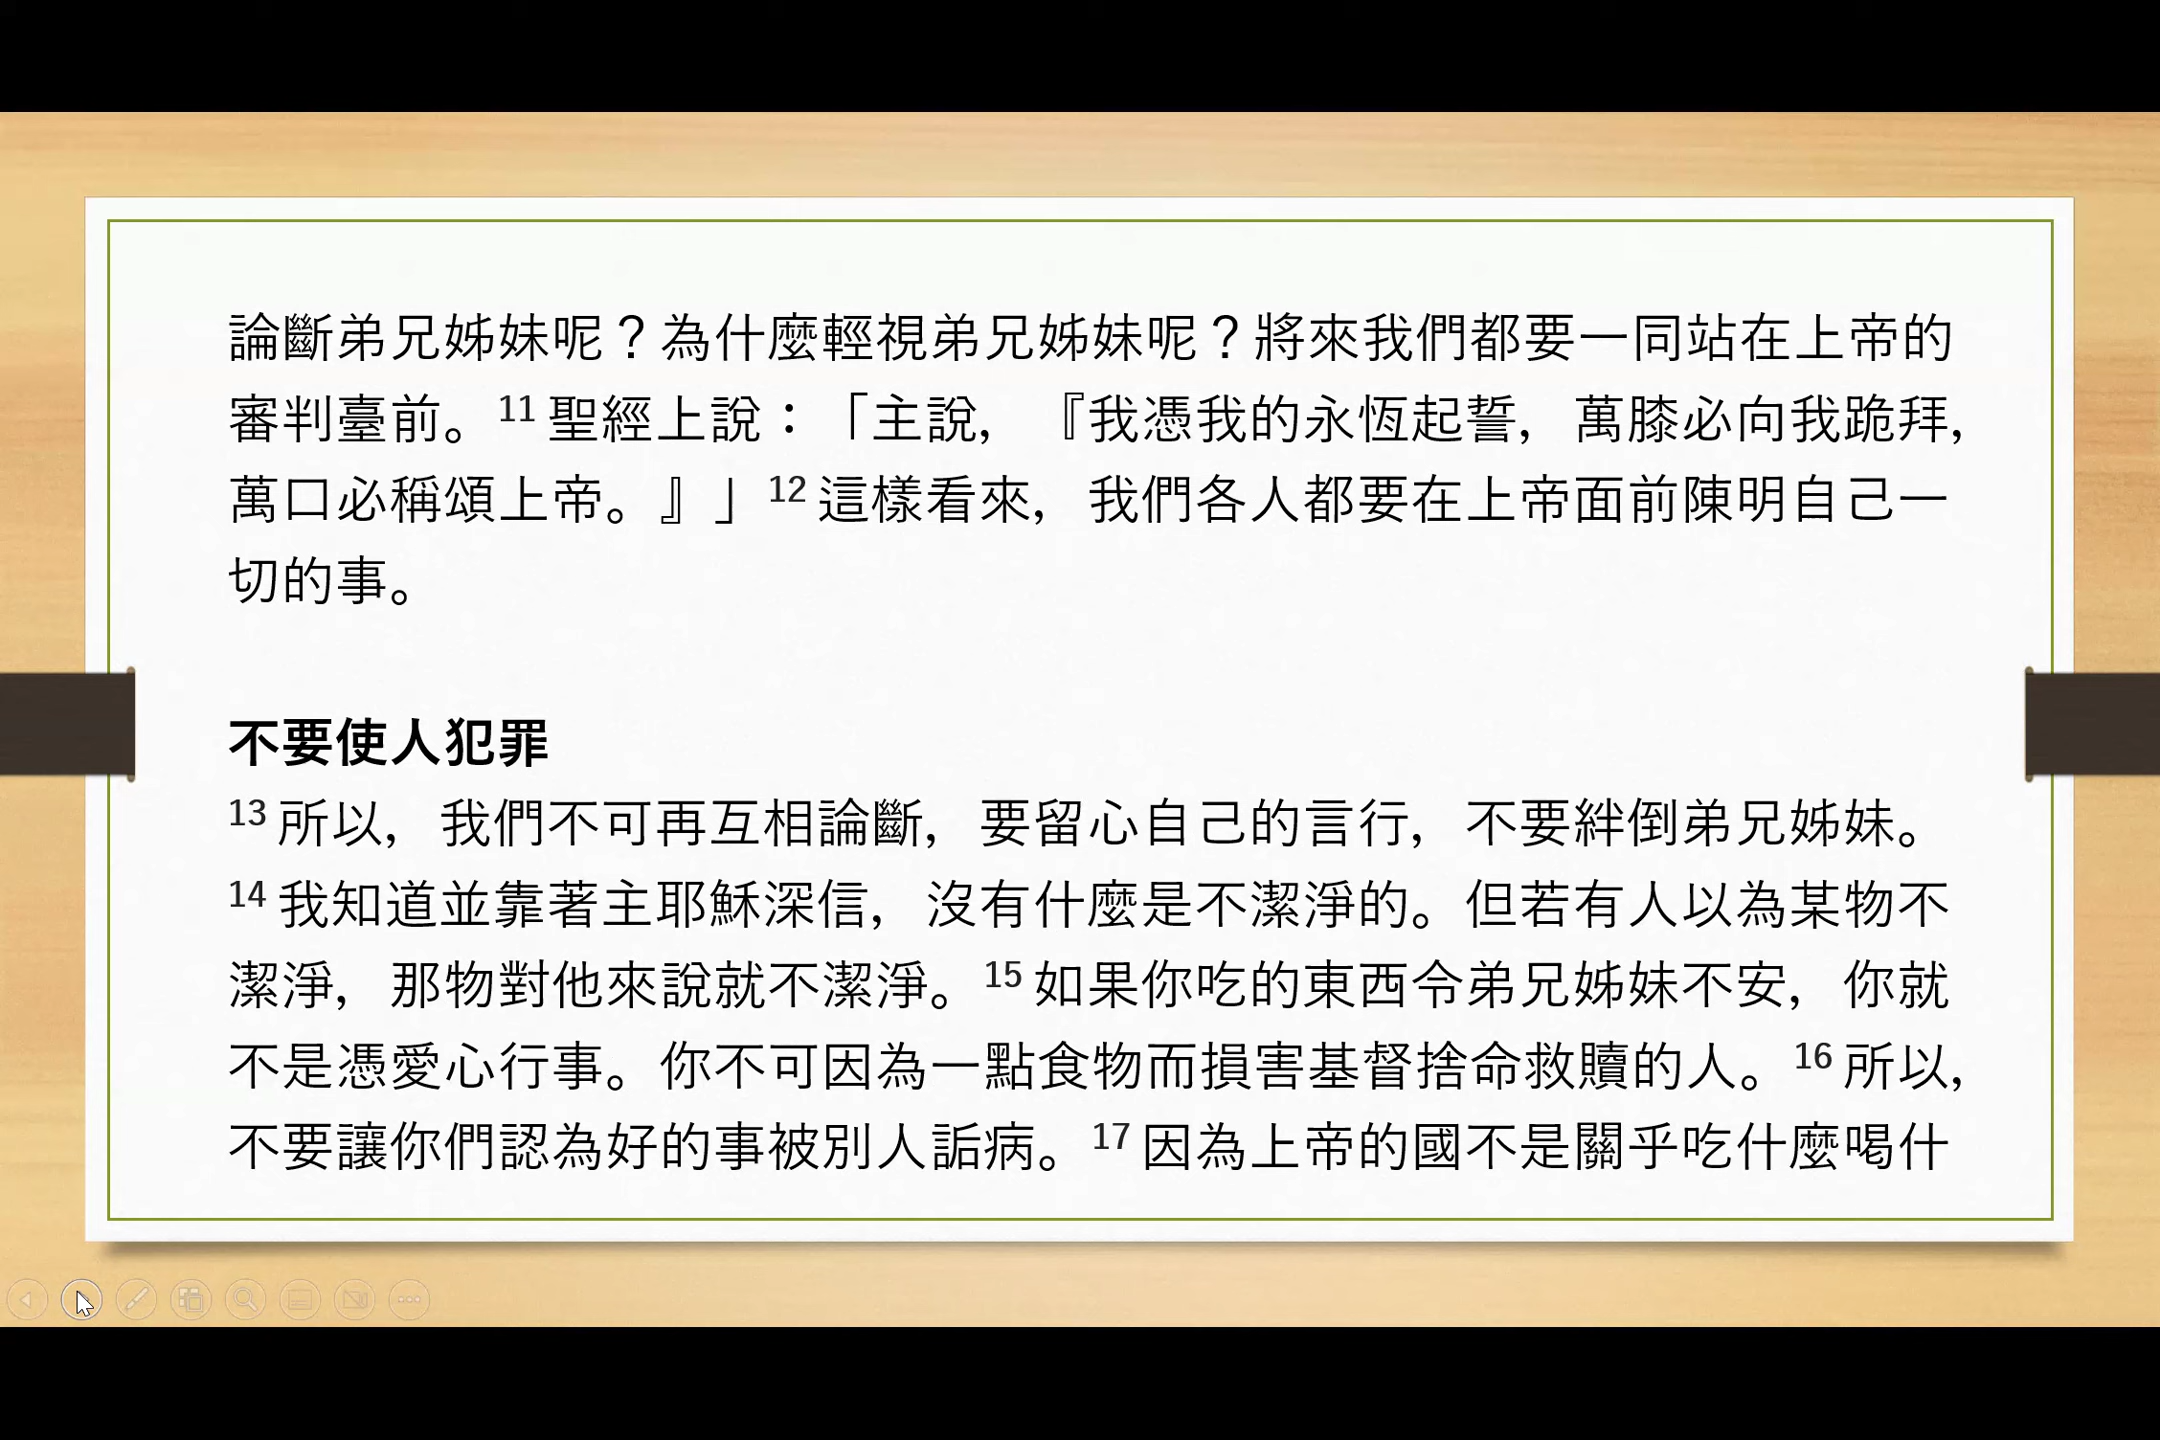 論斷弟兄姊妹呢？為什麼輕視弟兄姊妹呢？將來我們都要一同站在上帝的
審判臺前。11 聖經上說：「主說，『我憑我的永恆起誓，萬膝必向我跪拜，
萬口必稱頌上帝。』」12 這樣看來，我們各人都要在上帝面前陳明自己一
切的事。
不要使人犯罪
13 所以，我們不可再互相論斷，要留心自己的言行，不要絆倒弟兄姊妹。
14 我知道並靠著主耶穌深信，沒有什麼是不潔淨的。但若有人以為某物不
潔淨，那物對他來說就不潔淨。15 如果你吃的東西令弟兄姊妹不安，你就
不是憑愛心行事。你不可因為一點食物而損害基督捨命救贖的人。16 所以，
不要讓你們認為好的事被別人詬病。17 因為上帝的國不是關乎吃什麼喝什